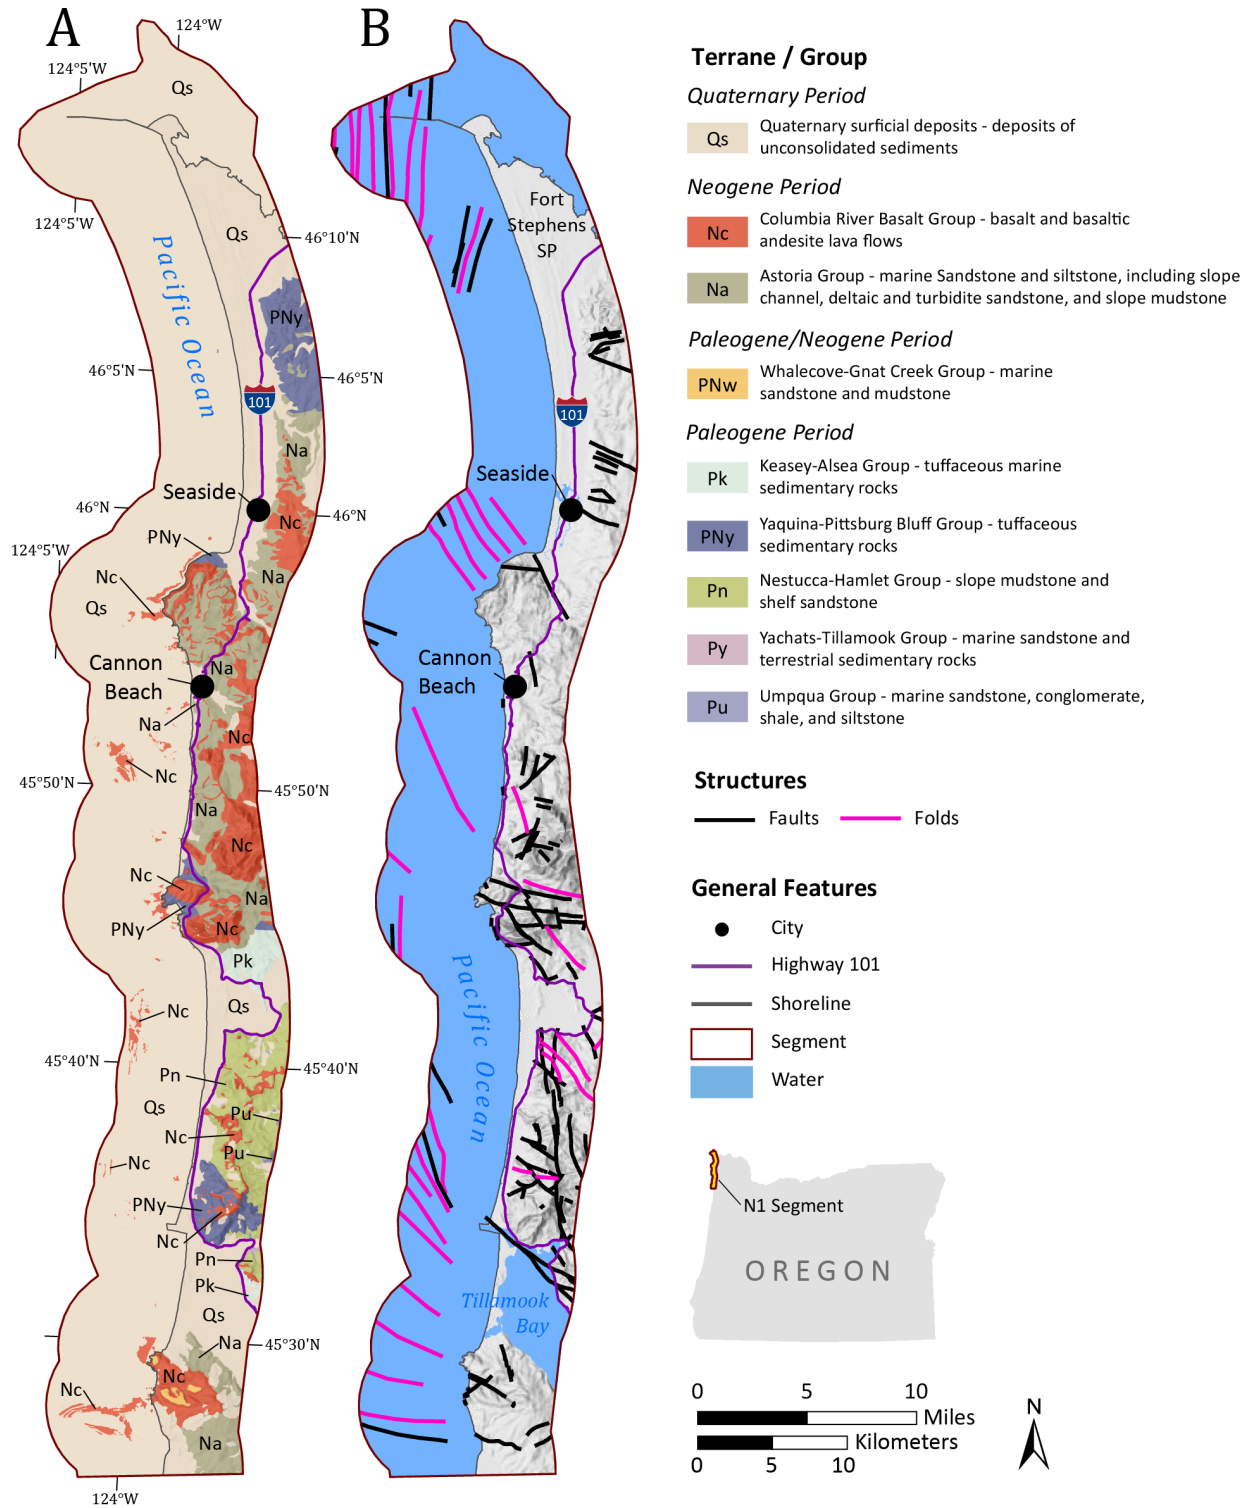 A
B
124°W
124°5'W
Qs
124°5'W
Qs
46°10'N
Pacific Ocean
PNy
46°5'N
46°5'N
101
Na
Seaside
46°N
Nc
46°N
PNy
124°5'W
Nc
Na
Qs
Cannon
Beach
Na
Na
Nc
Nc
45°50'N
45°50'N
Na
Nc
Nc
Na
PNy
Nc
Pk
Nc
Qs
45°40'N
45°40'N
Pn
Qs
Pu
Nc
Pu
Nc
PNy
Nc
Pn
Pk
Qs
Na
45°30'N
Nc
Nc
Na
124°W
Fort
Stephens
SP
101
Seaside
Cannon
Beach
Pacific Ocean
Tillamook
Bay
Terrane / Group
Quaternary Period
Qs
Quaternary surficial deposits - deposits of
unconsolidated sediments
Neogene Period
Nc
Columbia River Basalt Group - basalt and basaltic
andesite lava flows
Na
Astoria Group - marine Sandstone and siltstone, including slope
channel, deltaic and turbidite sandstone, and slope mudstone
Paleogene/Neogene Period
PNw
Whalecove-Gnat Creek Group - marine
sandstone and mudstone
Paleogene Period
Pk
Keasey-Alsea Group - tuffaceous marine
sedimentary rocks
PNy
Yaquina-Pittsburg Bluff Group - tuffaceous
sedimentary rocks
Pn
Nestucca-Hamlet Group - slope mudstone and
shelf sandstone
Py
Yachats-Tillamook Group - marine sandstone and
terrestrial sedimentary rocks
Pu
Umpqua Group - marine sandstone, conglomerate,
shale, and siltstone
Structures
Faults
Folds
General Features
City
Highway 101
Shoreline
Segment
Water
N1 Segment
OREGON
0 5 10
Miles
Kilometers
0 5 10
N